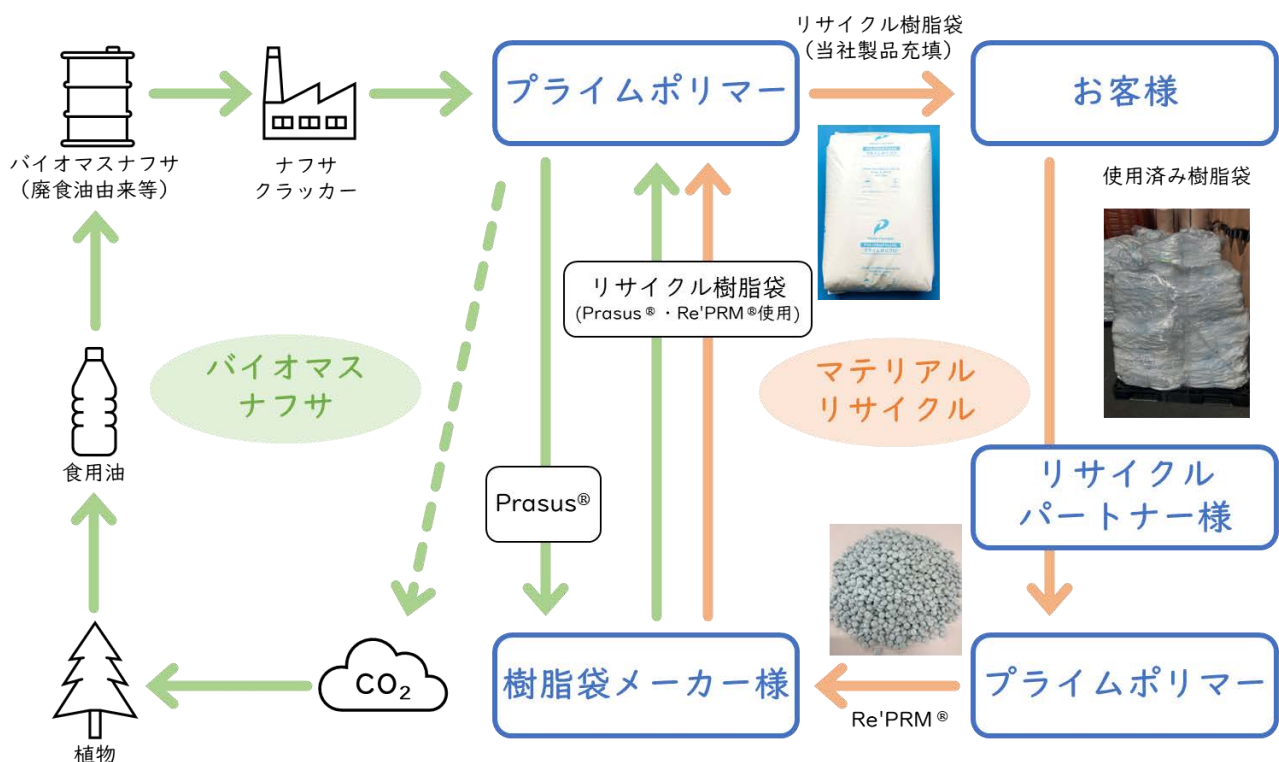 リサイクル樹脂袋
(当社製品充填)
プライムポリマー
お客様
バイオマスナフサ
(廃食油由来等)
ナフサ
クラッカー
使用済み樹脂袋
リサイクル樹脂袋
(Prasus®・Re'PRM®使用)
バイオマス
ナフサ
マテリアル
リサイクル
食用油
Prasus®
リサイクル
パートナー様
CO₂
樹脂袋メーカー様
プライムポリマー
Re'PRM®
植物